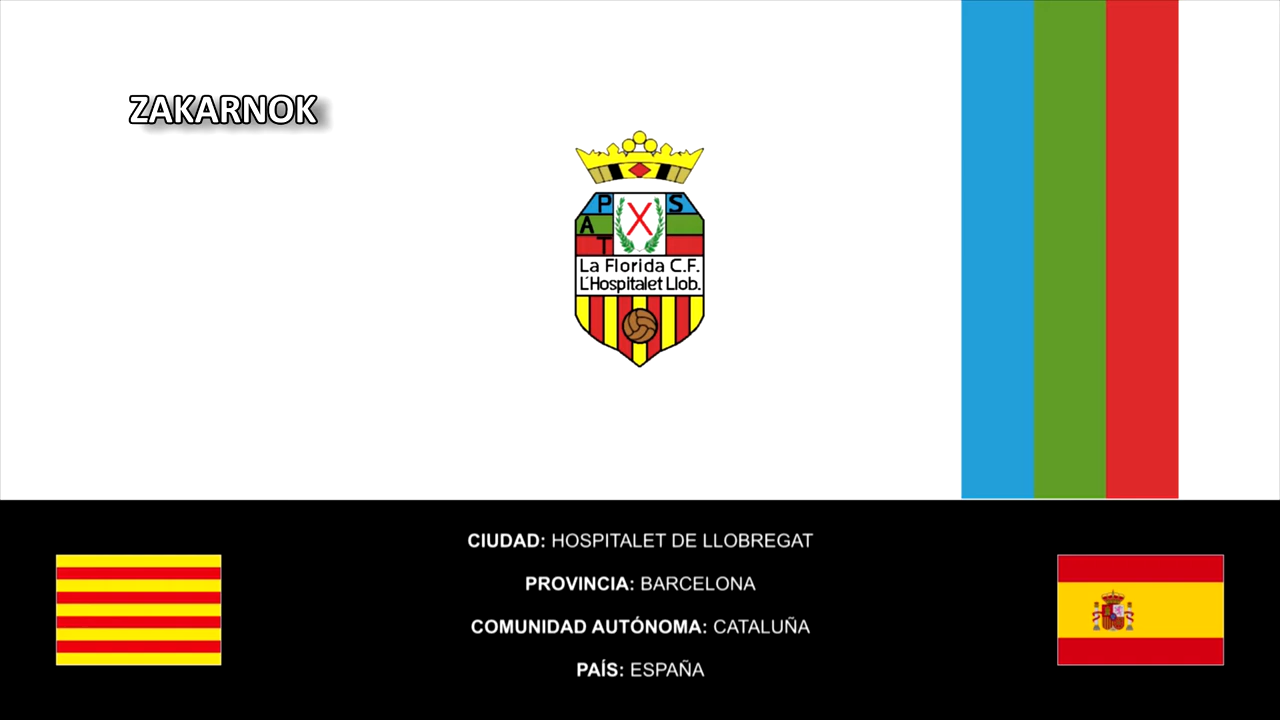 ZAKARNOK
P S
X
A
T
La Florida C.F.
L'Hospitalet Llob.
CIUDAD: HOSPITALET DE LLOBREGAT
PROVINCIA: BARCELONA
COMUNIDAD AUTÓNOMA: CATALUÑA
PAÍS: ESPAÑA